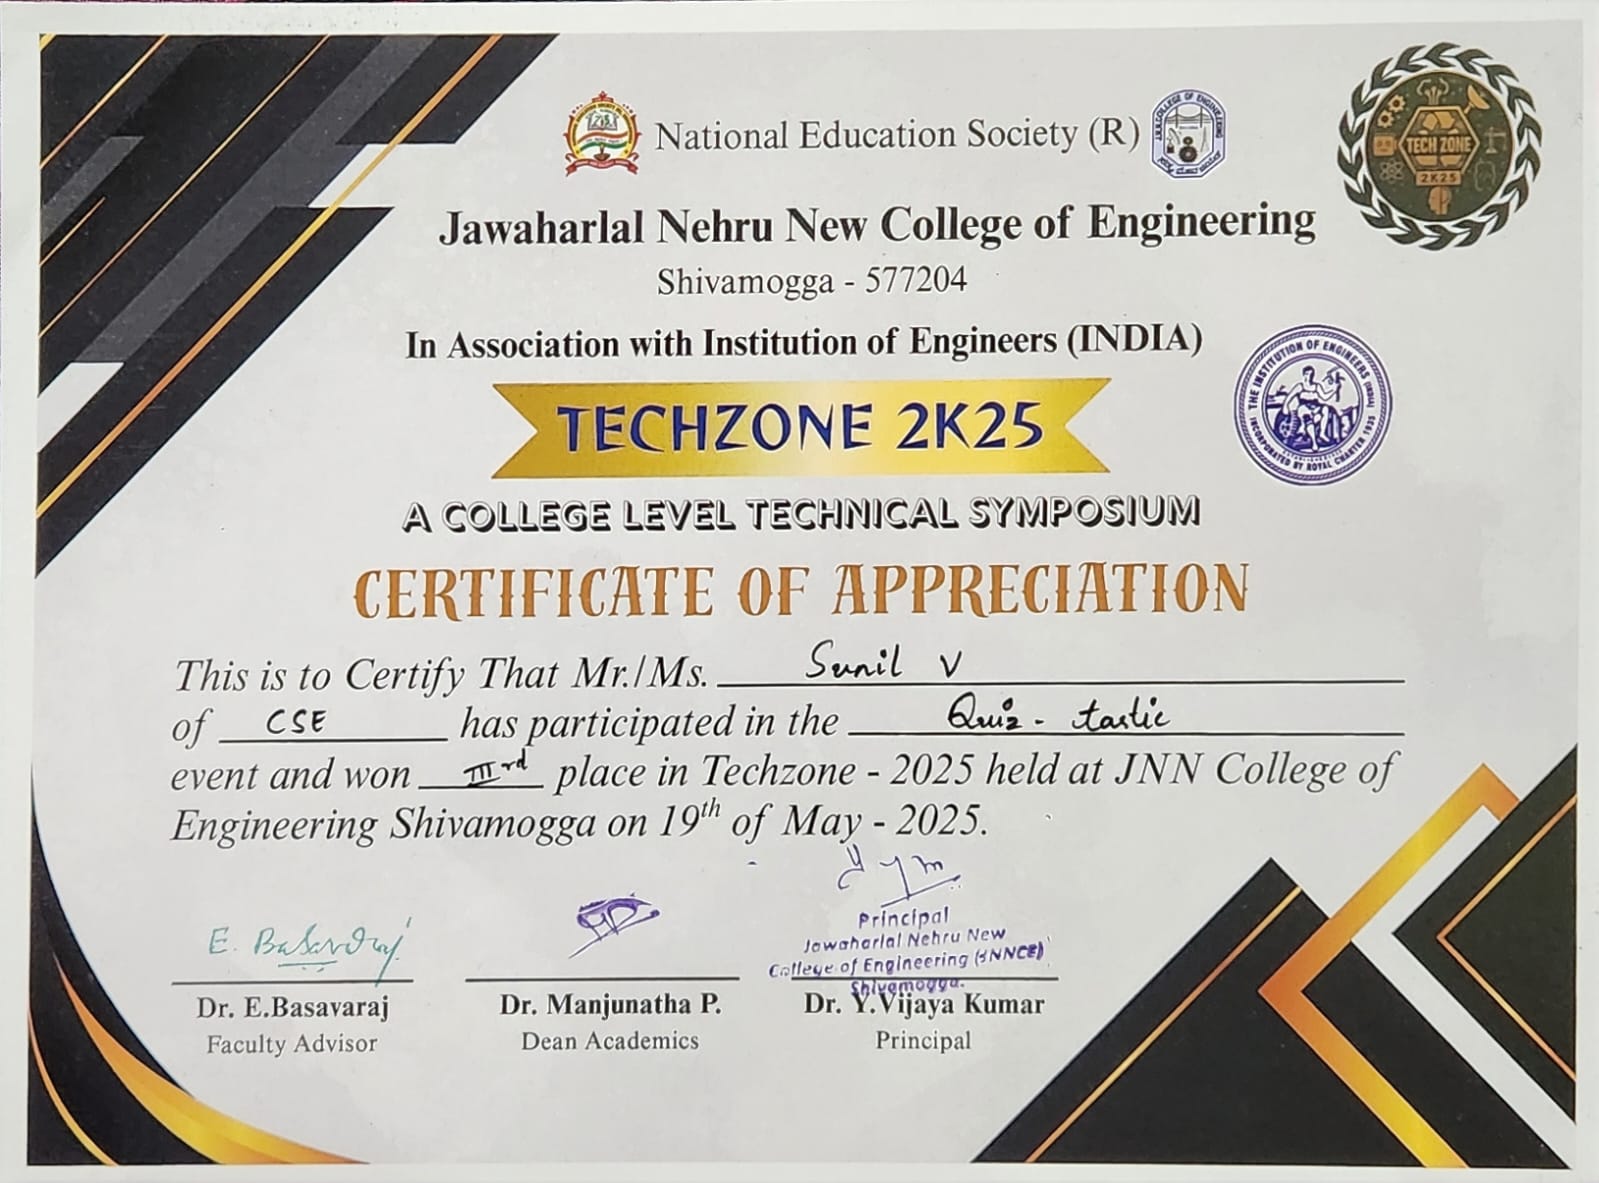 National Education Society (R)
Jawaharlal Nehru New College of Engineering
Shivamogga - 577204
TECH ZONE
2K25
In Association with Institution of Engineers (INDIA)
THE INSTITUTION OF ENGINEERS (INDIA)
INCORPORATED BY ROYAL CHARTER 1935
TECHZONE 2K25
A COLLEGE LEVEL TECHNICAL SYMPOSIUM
CERTIFICATE OF APPRECIATION
This is to Certify That Mr./Ms. Sunil V
of CSE has participated in the Quiz - tastic
event and won IIIrd place in Techzone - 2025 held at JNN College of
Engineering Shivamogga on 19th of May - 2025.
E. Basavaraj
Principal
Jawaharlal Nehru New
College of Engineering (JNNCE)
Shivamogga.
Dr. E.Basavaraj Dr. Manjunatha P. Dr. Y.Vijaya Kumar
Faculty Advisor Dean Academics Principal